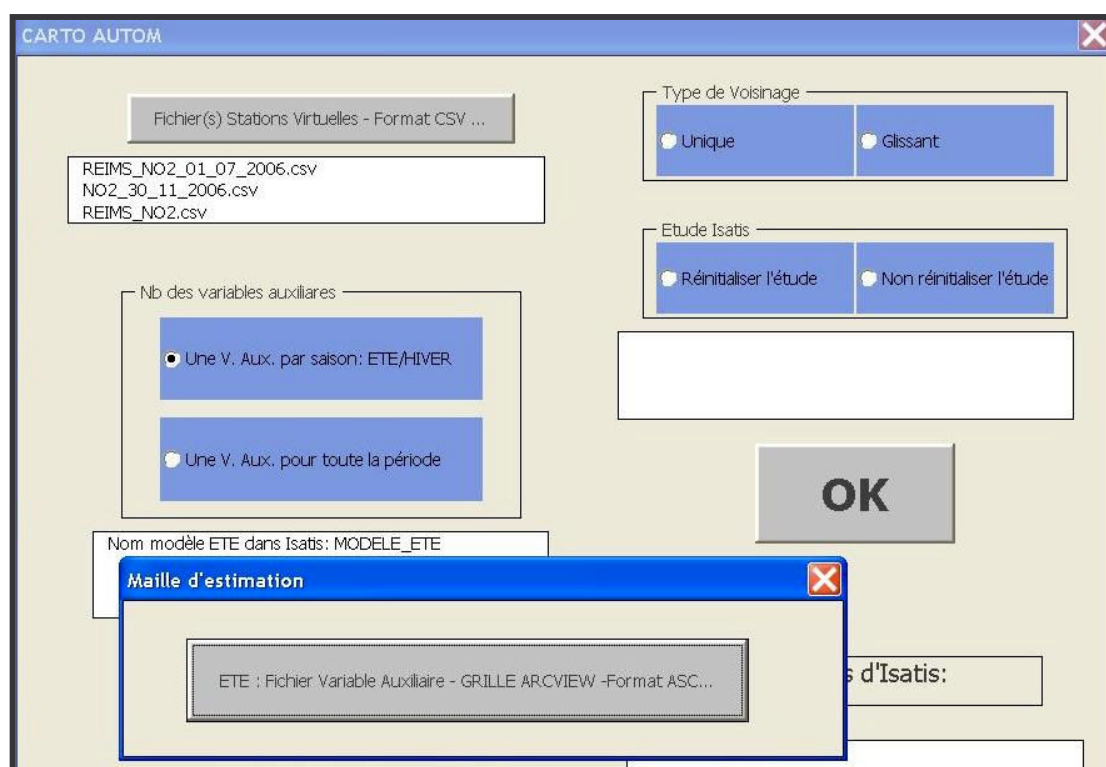 CARTO AUTOM
Fichier(s) Stations Virtuelles - Format CSV ...
REIMS_NO2_01_07_2006.csv
NO2_30_11_2006.csv
REIMS_NO2.csv
Nb des variables auxiliares
Une V. Aux. par saison: ETE/HIVER
Une V. Aux. pour toute la période
Nom modèle ETE dans Isatis: MODELE_ETE
Type de Voisinage
Unique
Glissant
Etude Isatis
Réinitialiser l'étude
Non réinitialiser l'étude
OK
Maille d'estimation
ETE : Fichier Variable Auxiliaire - GRILLE ARCVIEW -Format ASC...
s d'Isatis: